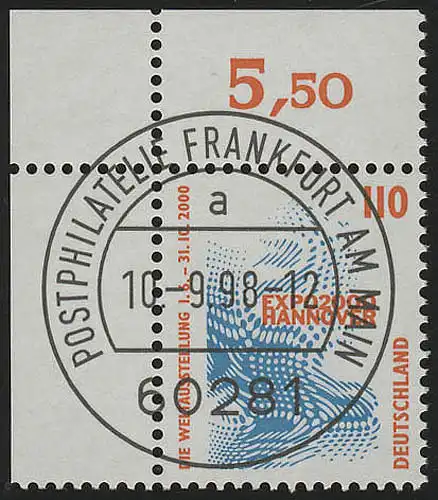 5,50
POSTPHILATELIE FRANKFURT AM MAIN
a
10.-9.98-12
60281
110
DIE WELTAUSSTELLUNG 1.6. – 31.10.2000
EXPO2000
HANNOVER
DEUTSCHLAND